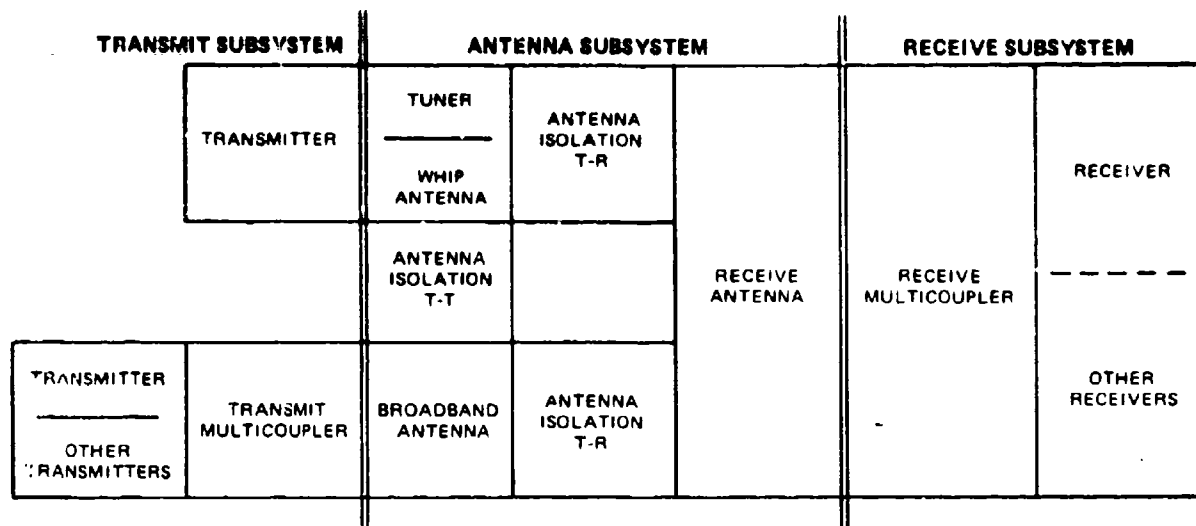 TRANSMIT SUBSYSTEM
ANTENNA SUBSYSTEM
RECEIVE SUBSYSTEM
TRANSMITTER
TUNER
WHIP
ANTENNA
ANTENNA
ISOLATION
T-R
RECEIVER
ANTENNA
ISOLATION
T-T
RECEIVE
ANTENNA
RECEIVE
MULTICOUPLER
TRANSMITTER
OTHER
TRANSMITTERS
TRANSMIT
MULTICOUPLER
BROADBAND
ANTENNA
ANTENNA
ISOLATION
T-R
OTHER
RECEIVERS